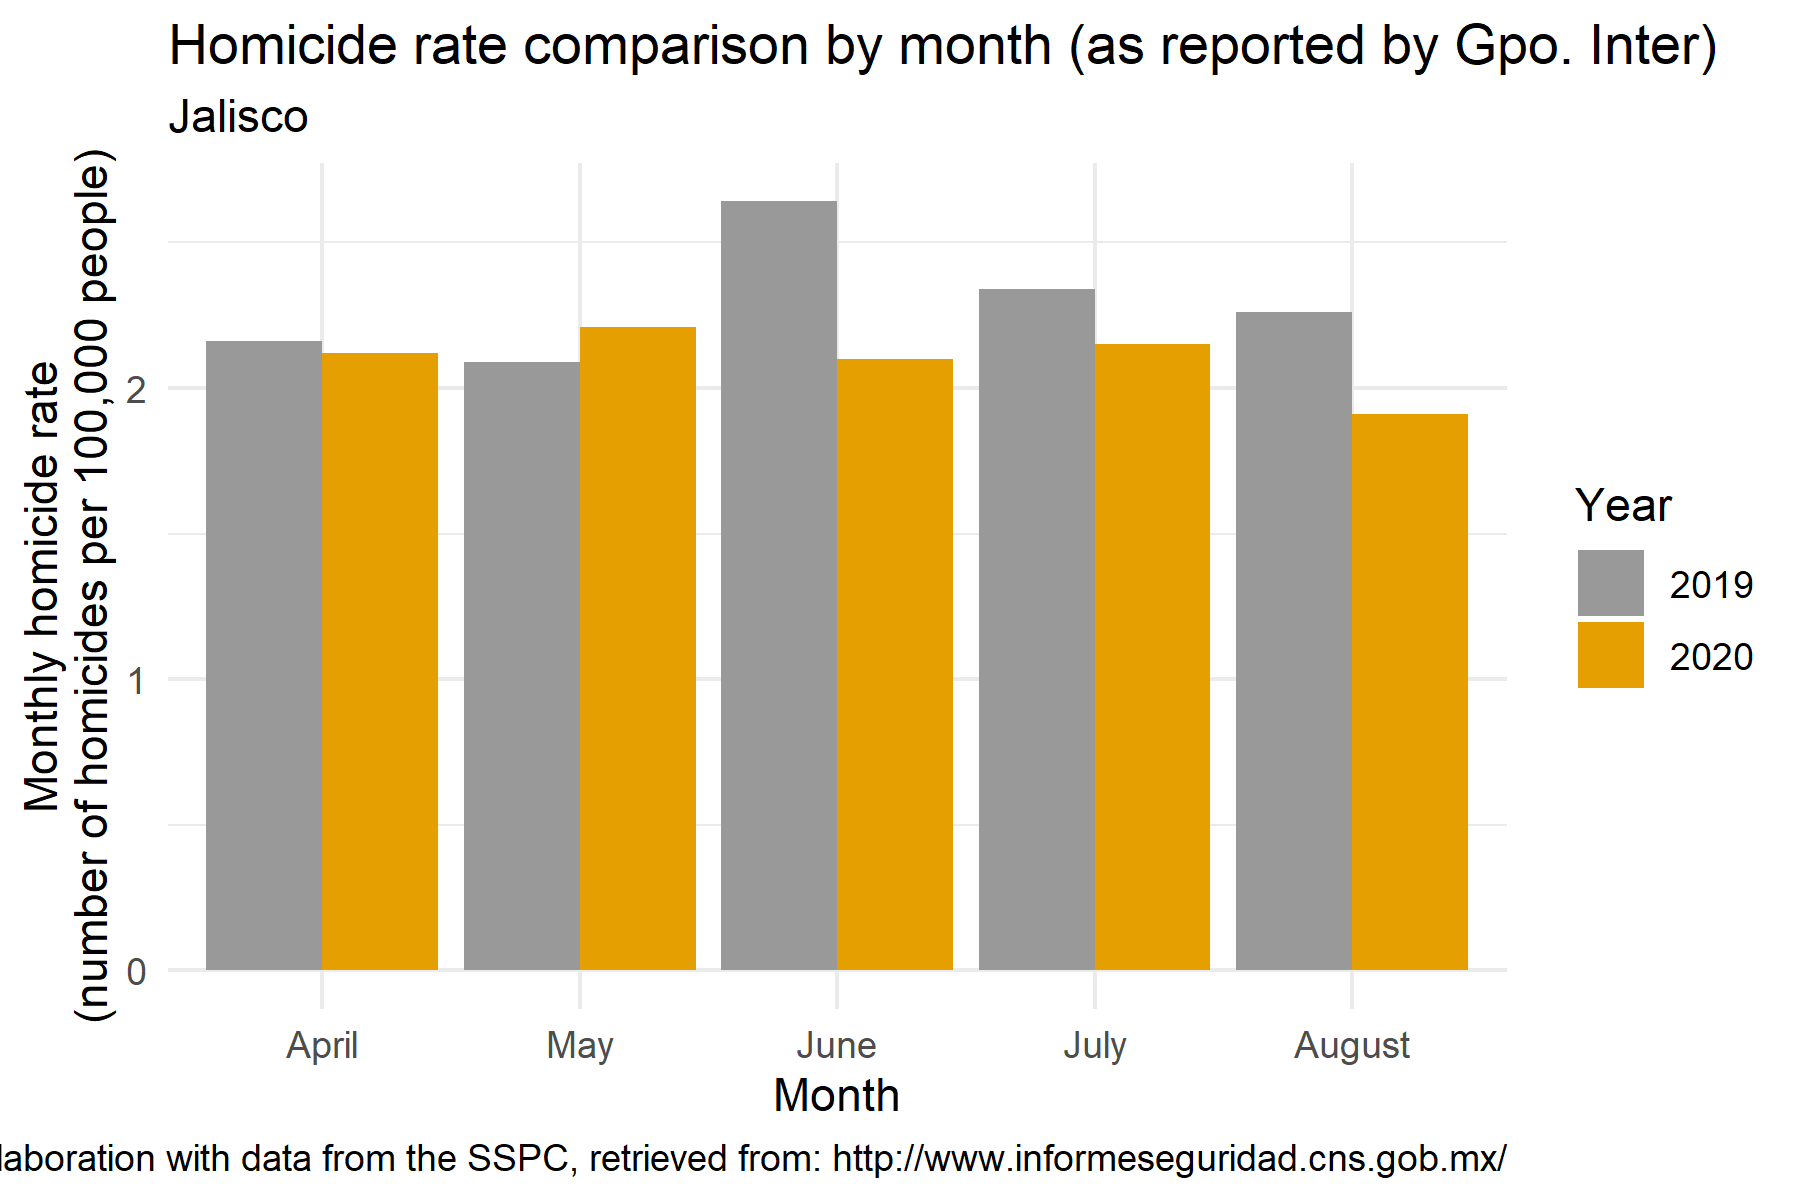 Homicide rate comparison by month (as reported by Gpo. Inter)
Jalisco
Monthly homicide rate
(number of homicides per 100,000 people)
2
1
0
April May June July August
Month
Year
2019
2020
with data from the SSPC, retrieved from: http://www.informeseguridad.cns.gob.mx/